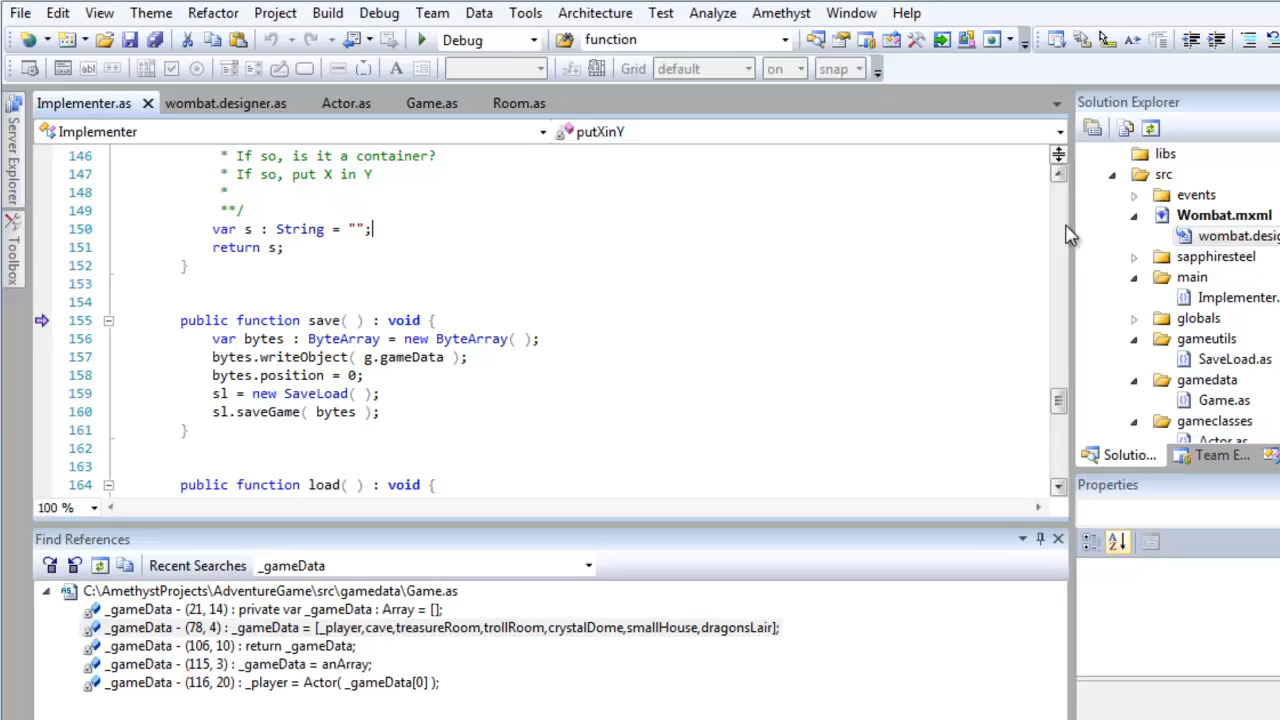 File Edit View Theme Refactor Project Build Debug Team Data Tools Architecture Test Analyze Amethyst Window Help
Debug function
Grid default on snap
Implementer.as wombat.designer.as Actor.as Game.as Room.as
Implementer putXinY
146 * If so, is it a container?
147 * If so, put X in Y
148 *
149 **/
150 var s : String = "";
151 return s;
152 }
153
154
155 public function save( ) : void {
156 var bytes : ByteArray = new ByteArray( );
157 bytes.writeObject( g.gameData );
158 bytes.position = 0;
159 sl = new SaveLoad( );
160 sl.saveGame( bytes );
161 }
162
163
164 public function load( ) : void {
100 %
Server Explorer
Toolbox
Solution Explorer
libs
src
events
Wombat.mxml
wombat.desig
sapphiresteel
main
Implementer.
globals
gameutils
SaveLoad.as
gamedata
Game.as
gameclasses
Actor.as
Solutio... Team E...
Properties
Find References
Recent Searches _gameData
C:\AmethystProjects\AdventureGame\src\gamedata\Game.as
_gameData - (21, 14) : private var _gameData : Array = [];
_gameData - (78, 4) : _gameData = [_player,cave,treasureRoom,trollRoom,crystalDome,smallHouse,dragonsLair];
_gameData - (106, 10) : return _gameData;
_gameData - (115, 3) : _gameData = anArray;
_gameData - (116, 20) : _player = Actor( _gameData[0] );